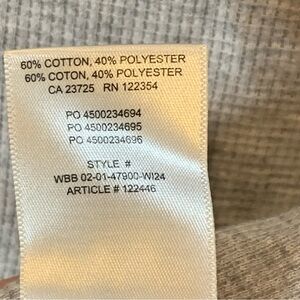 60% COTTON, 40% POLYESTER
60% COTON, 40% POLYESTER
CA 23725 RN 122354
PO 4500234694
PO 4500234695
PO 4500234696
STYLE #
WBB 02-01-47900-WI24
ARTICLE # 122446